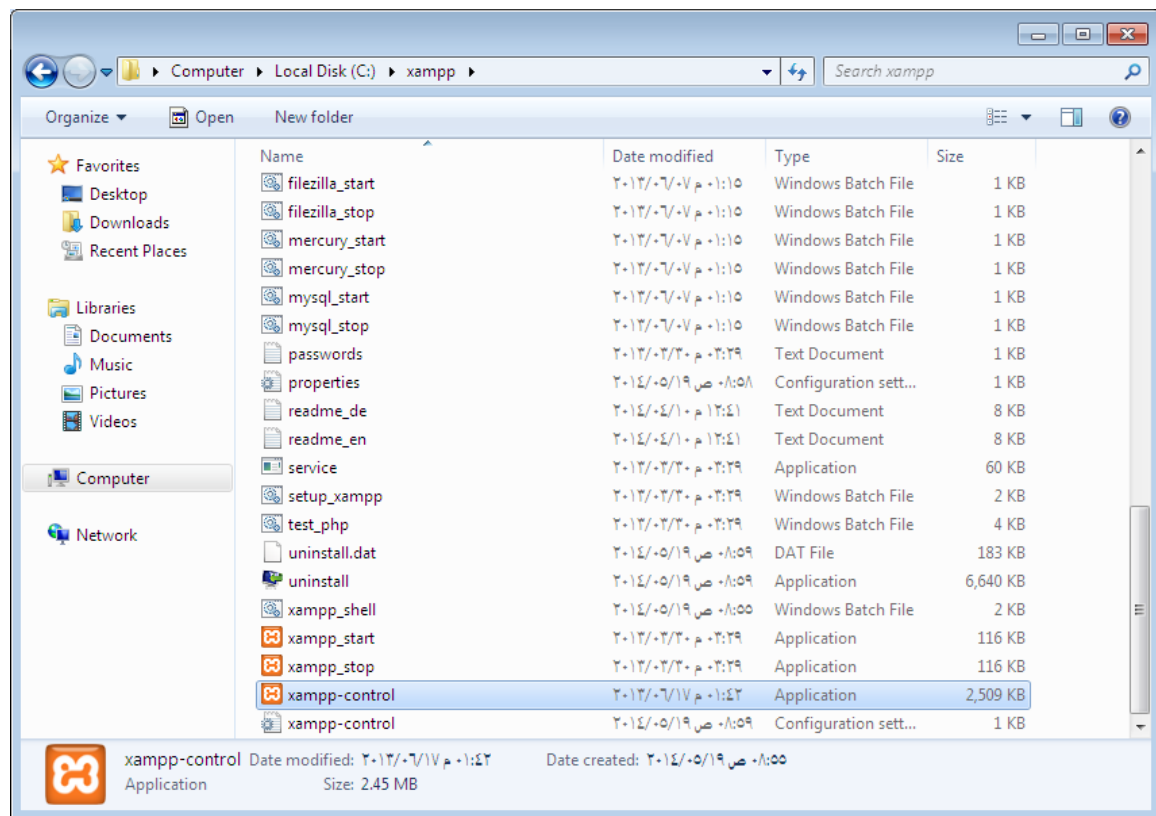 Computer ▸ Local Disk (C:) ▸ xampp ▸ Search xampp
Organize Open New folder
Favorites
Desktop
Downloads
Recent Places
Libraries
Documents
Music
Pictures
Videos
Computer
Network
Name Date modified Type Size
filezilla_start ٢٠١٣/٠٦/٠٧ م ٠١:١٥ Windows Batch File 1 KB
filezilla_stop ٢٠١٣/٠٦/٠٧ م ٠١:١٥ Windows Batch File 1 KB
mercury_start ٢٠١٣/٠٦/٠٧ م ٠١:١٥ Windows Batch File 1 KB
mercury_stop ٢٠١٣/٠٦/٠٧ م ٠١:١٥ Windows Batch File 1 KB
mysql_start ٢٠١٣/٠٦/٠٧ م ٠١:١٥ Windows Batch File 1 KB
mysql_stop ٢٠١٣/٠٦/٠٧ م ٠١:١٥ Windows Batch File 1 KB
passwords ٢٠١٣/٠٣/٣٠ م ٠٣:٢٩ Text Document 1 KB
properties ٢٠١٤/٠٥/١٩ ص ٠٨:٥٨ Configuration sett... 1 KB
readme_de ٢٠١٤/٠٤/١٠ م ١٢:٤١ Text Document 8 KB
readme_en ٢٠١٤/٠٤/١٠ م ١٢:٤١ Text Document 8 KB
service ٢٠١٣/٠٣/٣٠ م ٠٣:٢٩ Application 60 KB
setup_xampp ٢٠١٣/٠٣/٣٠ م ٠٣:٢٩ Windows Batch File 2 KB
test_php ٢٠١٣/٠٣/٣٠ م ٠٣:٢٩ Windows Batch File 4 KB
uninstall.dat ٢٠١٤/٠٥/١٩ ص ٠٨:٥٩ DAT File 183 KB
uninstall ٢٠١٤/٠٥/١٩ ص ٠٨:٥٩ Application 6,640 KB
xampp_shell ٢٠١٤/٠٥/١٩ ص ٠٨:٥٥ Windows Batch File 2 KB
xampp_start ٢٠١٣/٠٣/٣٠ م ٠٣:٢٩ Application 116 KB
xampp_stop ٢٠١٣/٠٣/٣٠ م ٠٣:٢٩ Application 116 KB
xampp-control ٢٠١٣/٠٦/١٧ م ٠١:٤٢ Application 2,509 KB
xampp-control ٢٠١٤/٠٥/١٩ ص ٠٨:٥٩ Configuration sett... 1 KB
xampp-control Date modified: ٢٠١٣/٠٦/١٧ م ٠١:٤٢ Date created: ٢٠١٤/٠٥/١٩ ص ٠٨:٥٥
Application Size: 2.45 MB